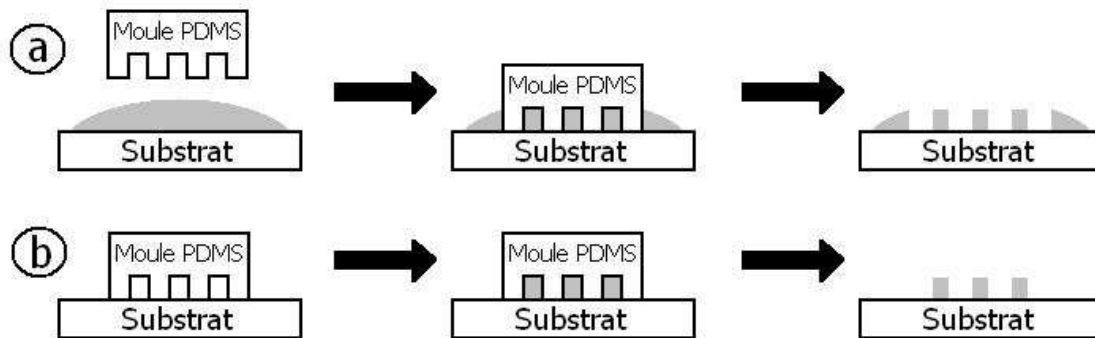 a
Moule PDMS
Substrat
Moule PDMS
Substrat
Substrat
b
Moule PDMS
Substrat
Moule PDMS
Substrat
Substrat